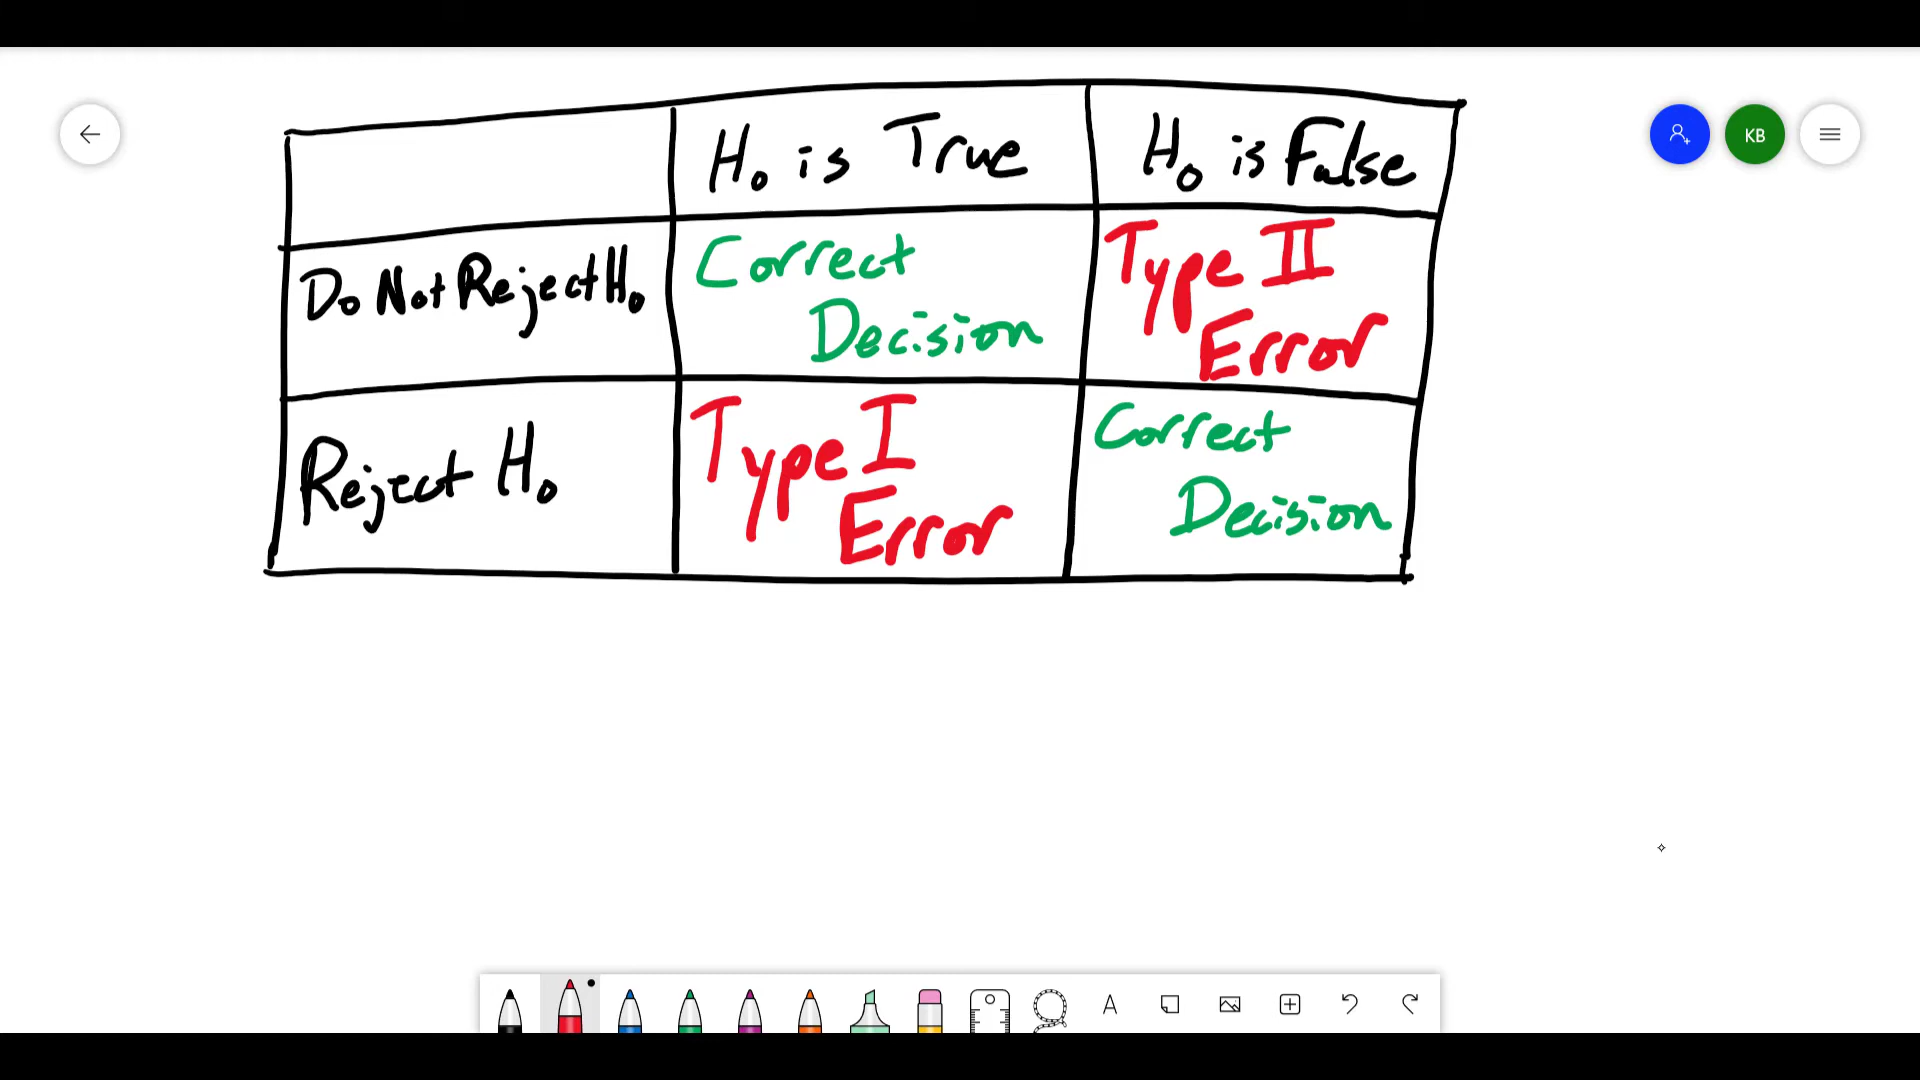 H₀ is True
H₀ is False
Do Not Reject H₀
Correct
Decision
Type II
Error
Reject H₀
Type I
Error
Correct
Decision
KB
A